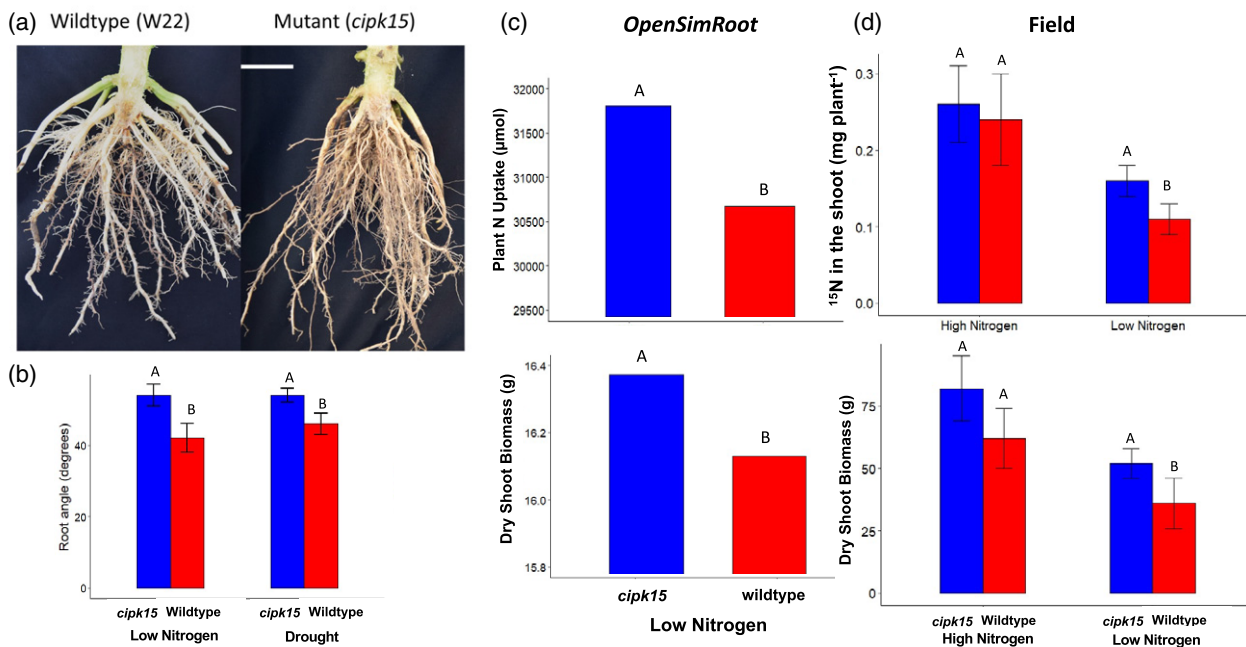 (a)
Wildtype (W22)
Mutant (cipk15)
(b)
Root angle (degrees)
40
20
0
A
B
A
B
cipk15 Wildtype
cipk15 Wildtype
Low Nitrogen
Drought
(c)
OpenSimRoot
Plant N Uptake (µmol)
32000
31500
31000
30500
30000
29500
A
B
Dry Shoot Biomass (g)
16.4
16.2
16.0
15.8
A
B
cipk15
wildtype
Low Nitrogen
(d)
Field
¹⁵N in the shoot (mg plant⁻¹)
0.3
0.2
0.1
0.0
A
A
A
B
High Nitrogen
Low Nitrogen
Dry Shoot Biomass (g)
75
50
25
0
A
A
A
B
cipk15 Wildtype
cipk15 Wildtype
High Nitrogen
Low Nitrogen